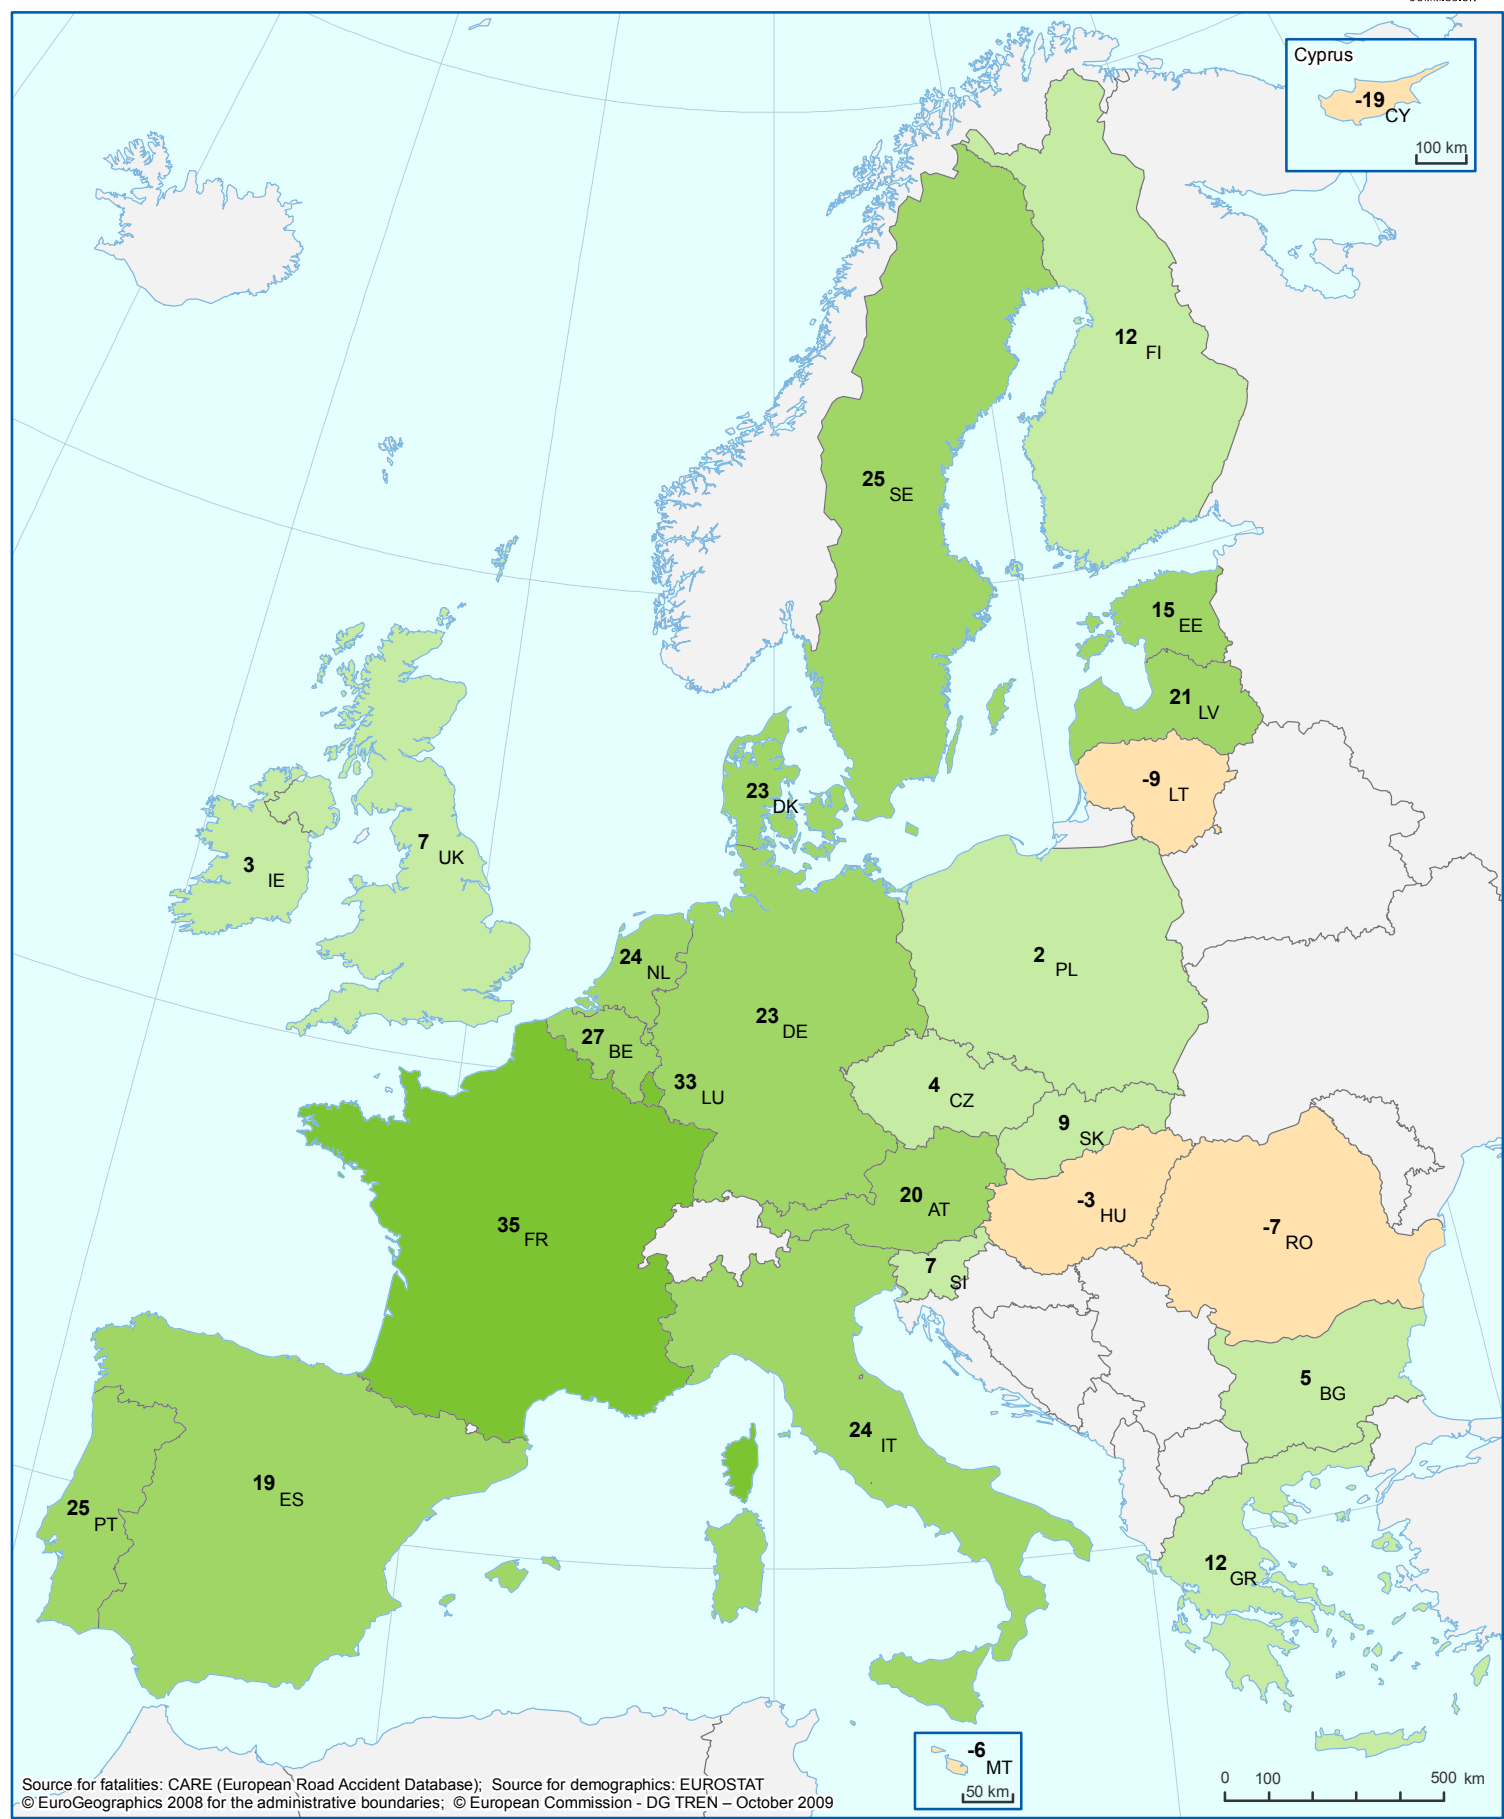 Cyprus
-19 CY
100 km
12 FI
25 SE
15 EE
21 LV
-9 LT
23 DK
7 UK
3 IE
24 NL
2 PL
23 DE
27 BE
33 LU
4 CZ
9 SK
20 AT
-3 HU
35 FR
-7 RO
7 SI
5 BG
24 IT
19 ES
25 PT
12 GR
-6 MT
50 km
0 100 500 km
Source for fatalities: CARE (European Road Accident Database); Source for demographics: EUROSTAT
© EuroGeographics 2008 for the administrative boundaries; © European Commission - DG TREN – October 2009